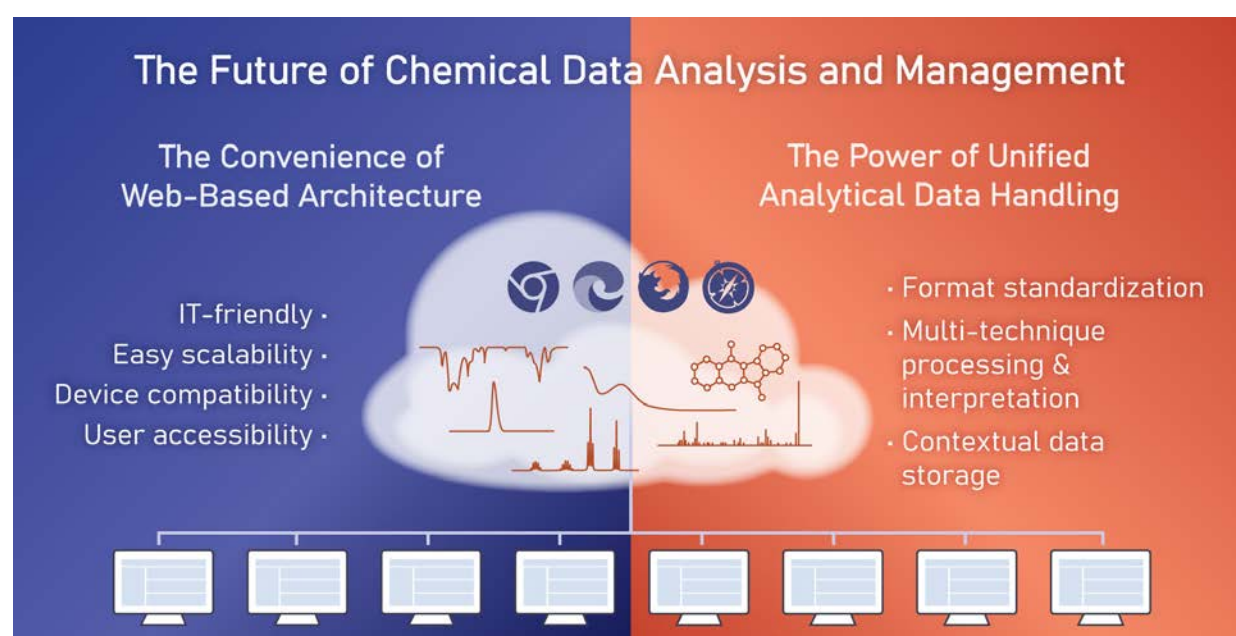 The Future of Chemical Data Analysis and Management
The Convenience of
Web-Based Architecture
IT-friendly ·
Easy scalability ·
Device compatibility ·
User accessibility ·
The Power of Unified
Analytical Data Handling
· Format standardization
· Multi-technique
processing &
interpretation
· Contextual data
storage